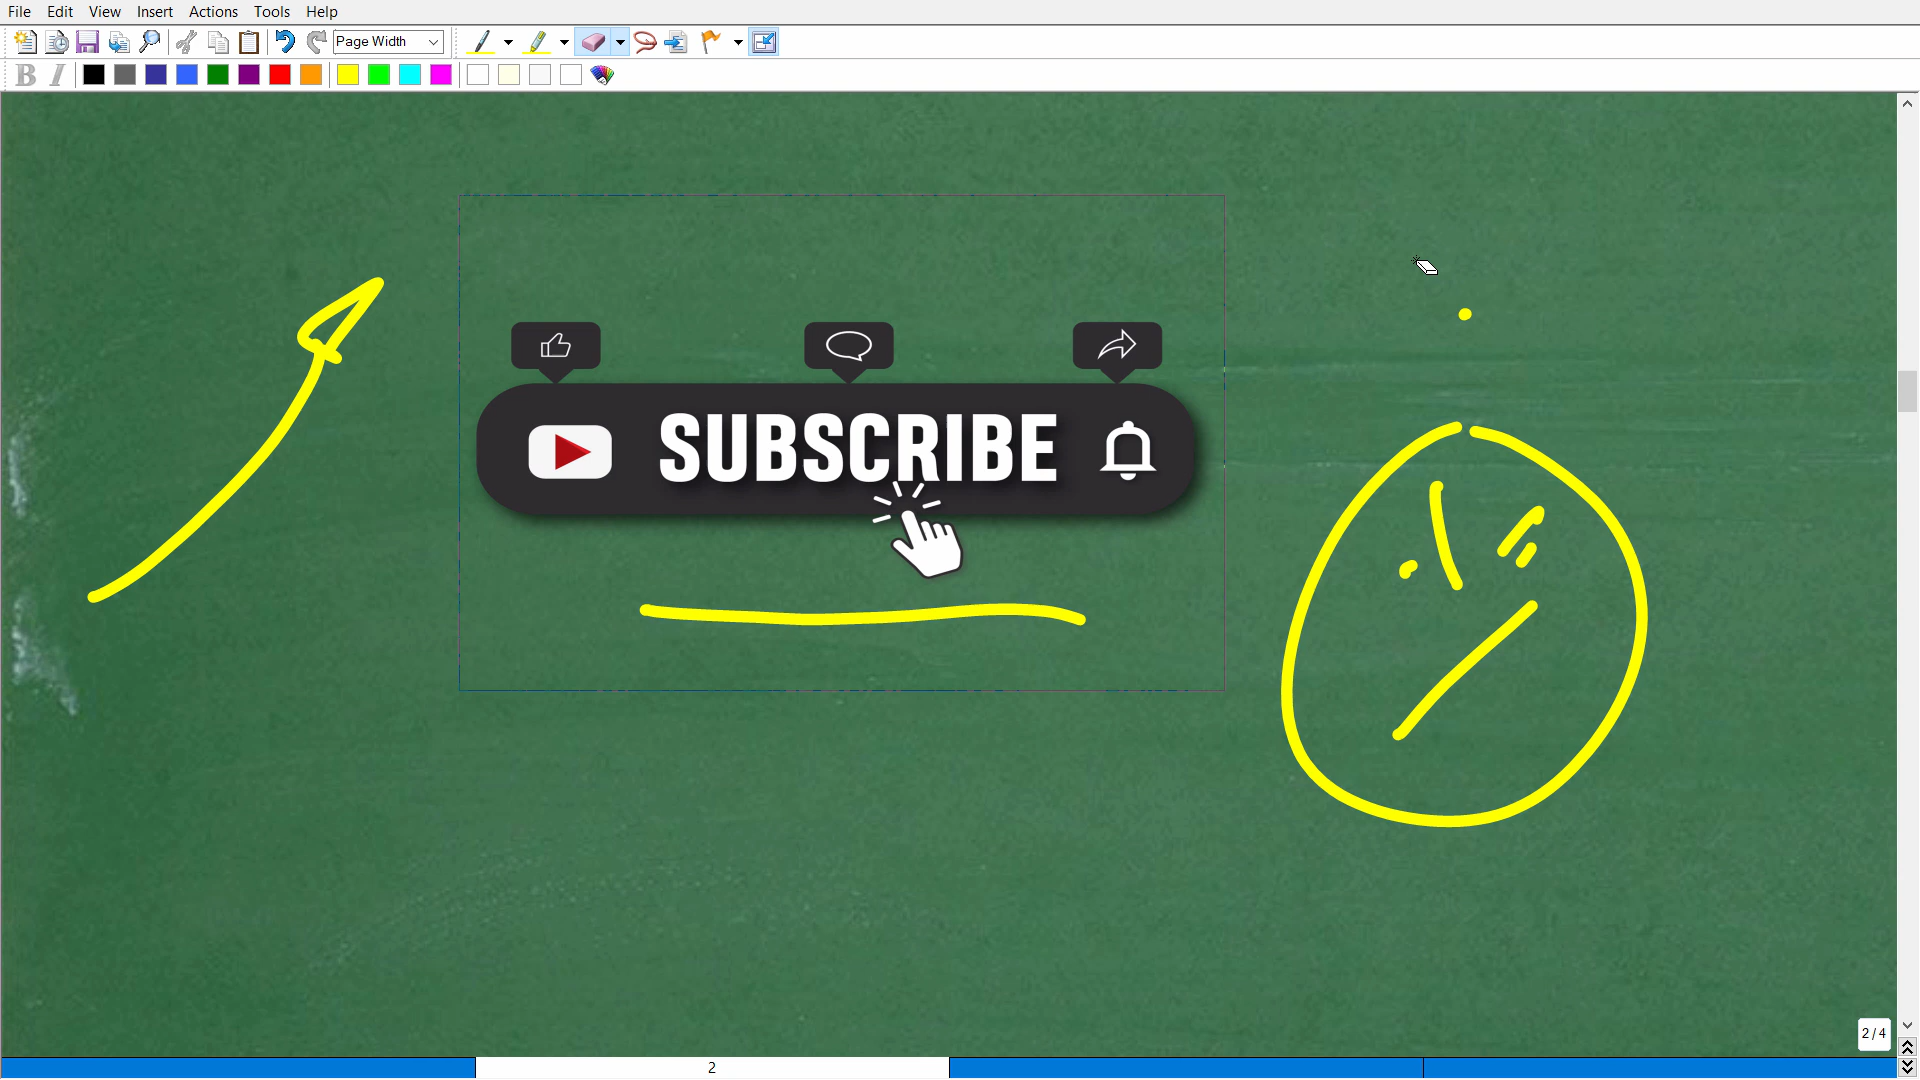 File Edit View Insert Actions Tools Help
Page Width
B I
SUBSCRIBE
2 / 4
2